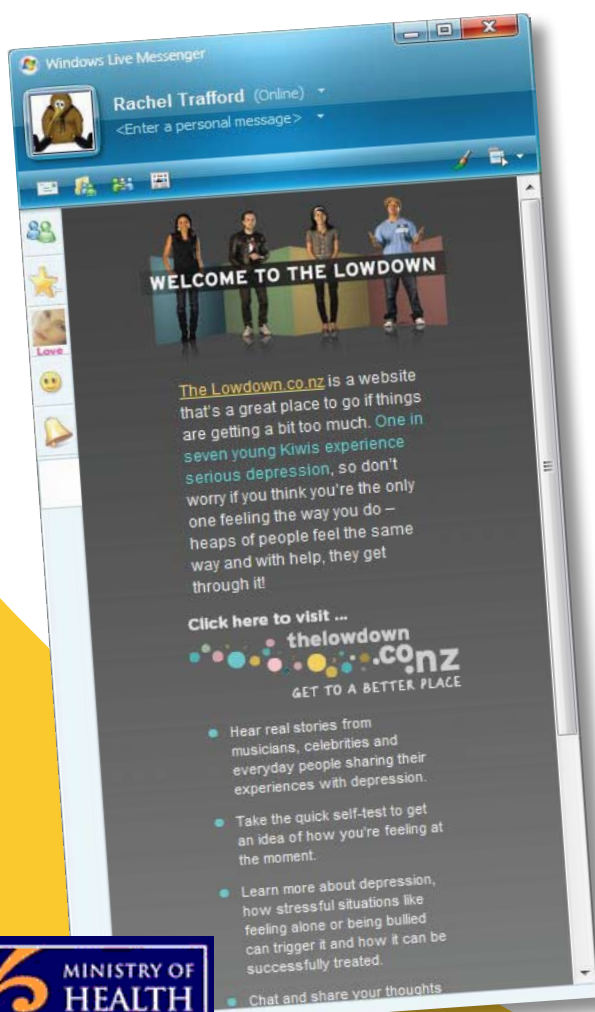 Windows Live Messenger
Rachel Trafford (Online)
<Enter a personal message>
WELCOME TO THE LOWDOWN
Love
The Lowdown.co.nz is a website
that's a great place to go if things
are getting a bit too much. One in
seven young Kiwis experience
serious depression, so don't
worry if you think you're the only
one feeling the way you do –
heaps of people feel the same
way and with help, they get
through it!
Click here to visit ...
thelowdown
.co.nz
GET TO A BETTER PLACE
Hear real stories from
musicians, celebrities and
everyday people sharing their
experiences with depression.
Take the quick self-test to get
an idea of how you're feeling at
the moment.
Learn more about depression,
how stressful situations like
feeling alone or being bullied
can trigger it and how it can be
successfully treated.
Chat and share your thoughts
MINISTRY OF
HEALTH